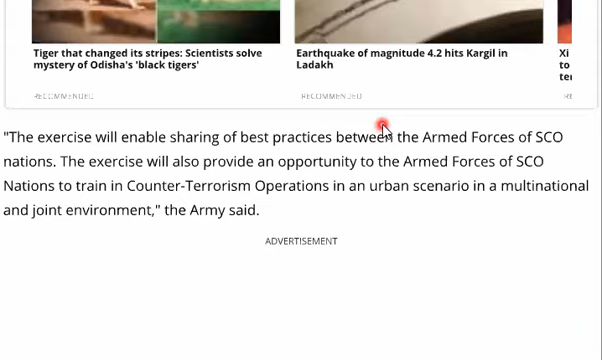 Tiger that changed its stripes: Scientists solve
mystery of Odisha's 'black tigers'
RECOMMENDED
Earthquake of magnitude 4.2 hits Kargil in
Ladakh
RECOMMENDED
Xi
to
ter
RE
"The exercise will enable sharing of best practices between the Armed Forces of SCO
nations. The exercise will also provide an opportunity to the Armed Forces of SCO
Nations to train in Counter-Terrorism Operations in an urban scenario in a multinational
and joint environment," the Army said.
ADVERTISEMENT